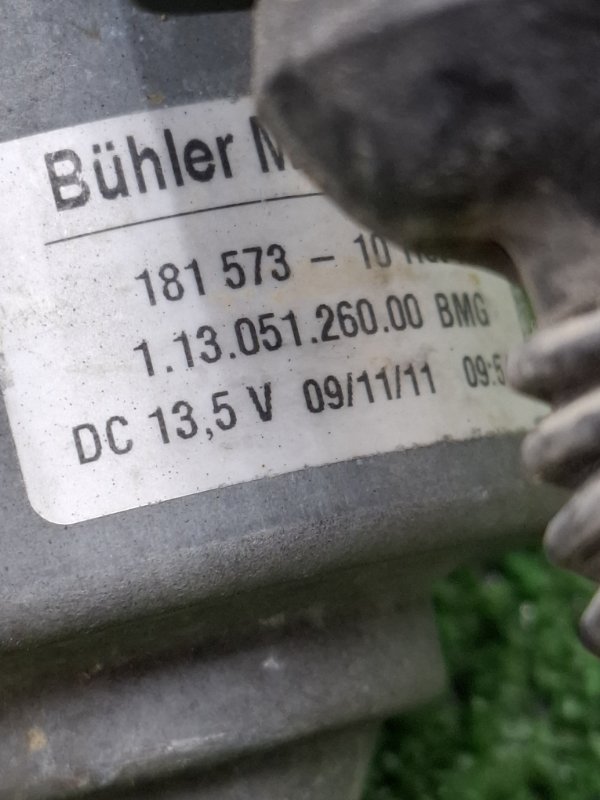 Bühler
181 573 - 10
1.13.051.260.00 BMG
DC 13,5 V 09/11/11